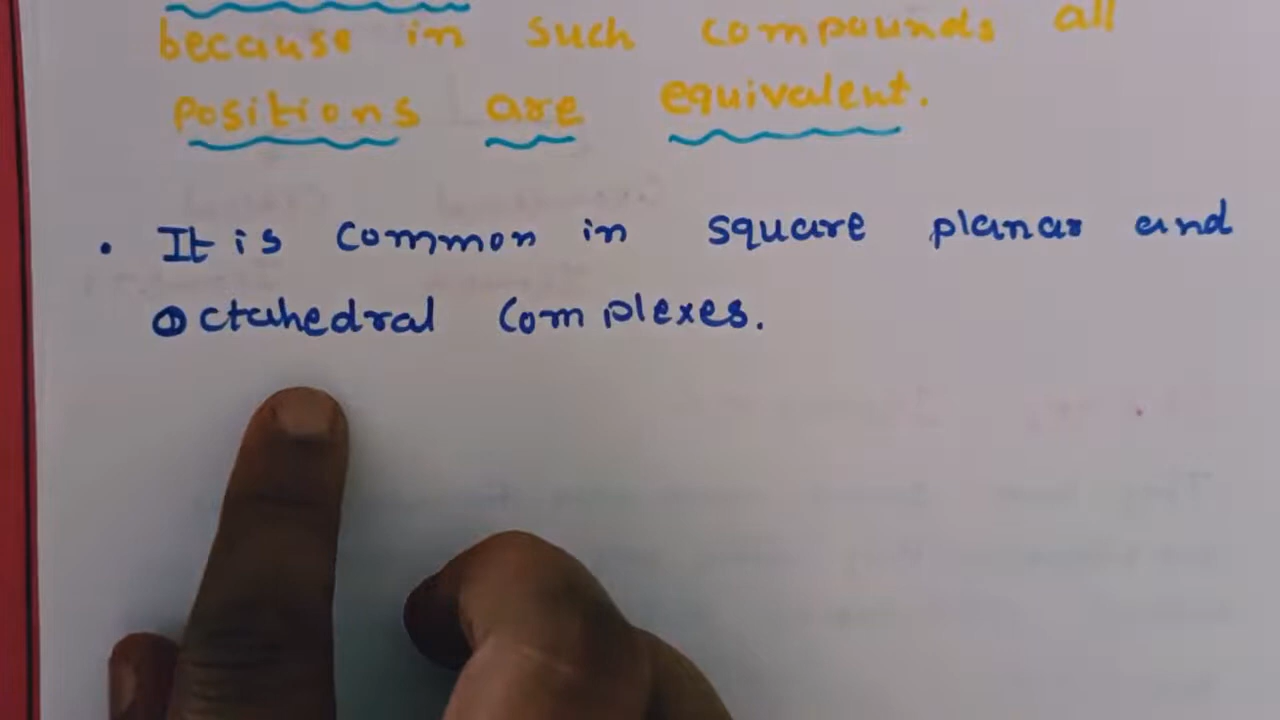 because in such compounds all
positions are equivalent.
• It is common in square planar and
Octahedral Complexes.